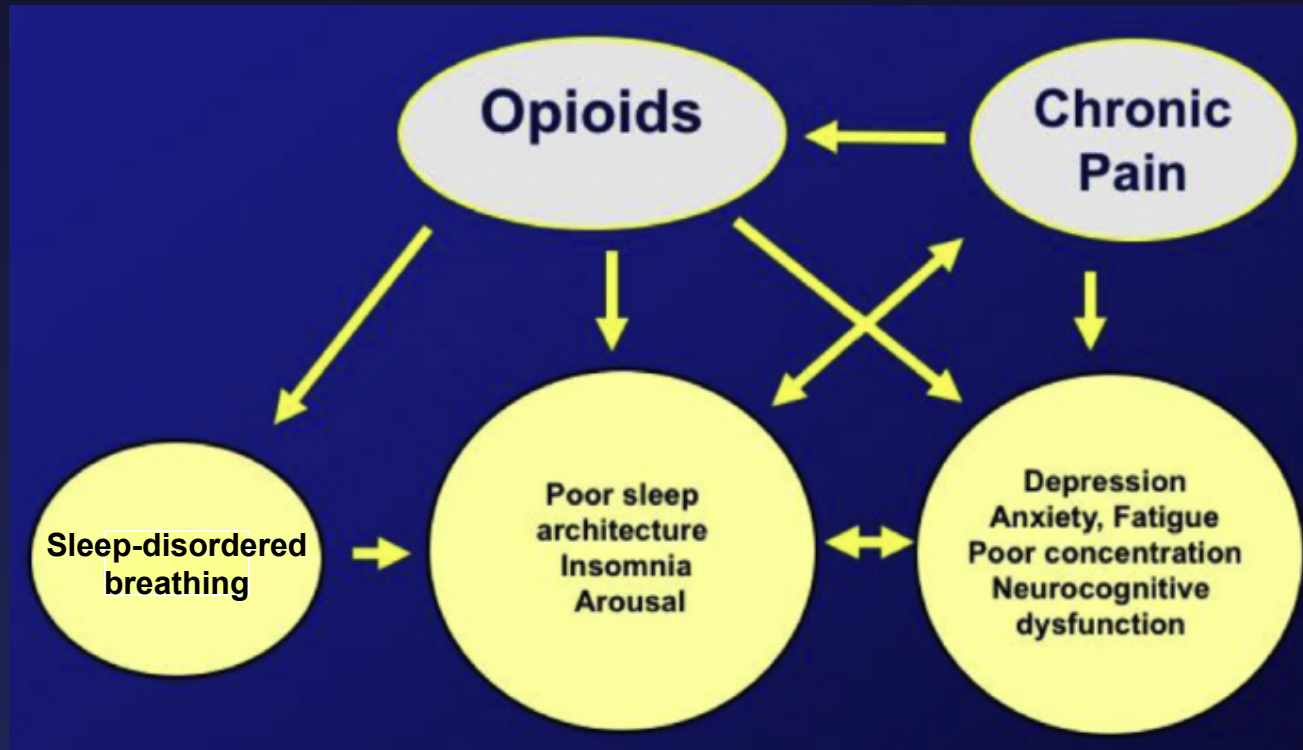 Opioids
Chronic
Pain
Sleep-disordered
breathing
Poor sleep
architecture
Insomnia
Arousal
Depression
Anxiety, Fatigue
Poor concentration
Neurocognitive
dysfunction